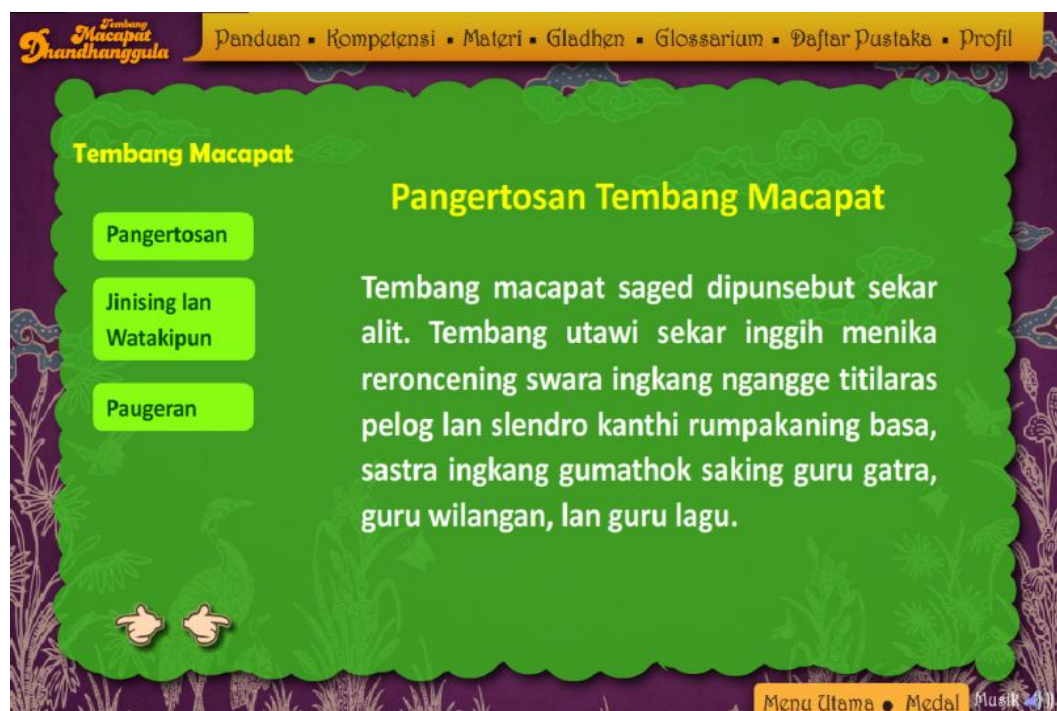 Tembang
Macapat
Dhandhanggula
Panduan ▪ Kompetensi ▪ Materi ▪ Gladhen ▪ Glossarium ▪ Daftar Pustaka ▪ Profil
Tembang Macapat
Pangertosan
Jinising lan
Watakipun
Paugeran
Pangertosan Tembang Macapat
Tembang macapat saged dipunsebut sekar
alit. Tembang utawi sekar inggih menika
reroncening swara ingkang ngangge titilaras
pelog lan slendro kanthi rumpakaning basa,
sastra ingkang gumathok saking guru gatra,
guru wilangan, lan guru lagu.
Menu Utama ● Medal
Musik